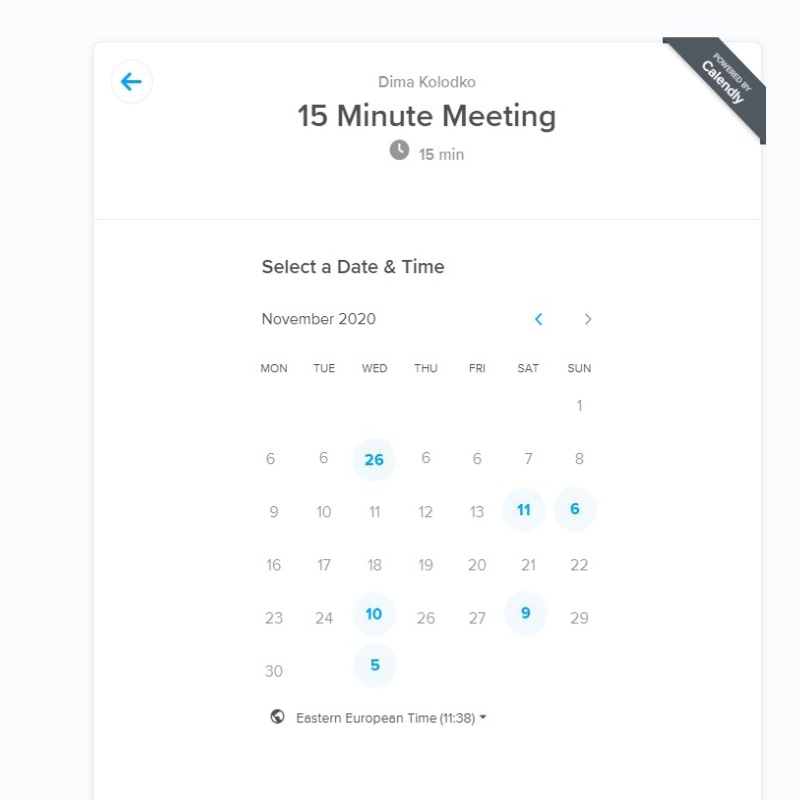 POWERED BY
Calendly
Dima Kolodko
15 Minute Meeting
15 min
Select a Date & Time
November 2020
MON TUE WED THU FRI SAT SUN
1
6 6 26 6 6 7 8
9 10 11 12 13 11 6
16 17 18 19 20 21 22
23 24 10 26 27 9 29
30 5
Eastern European Time (11:38)